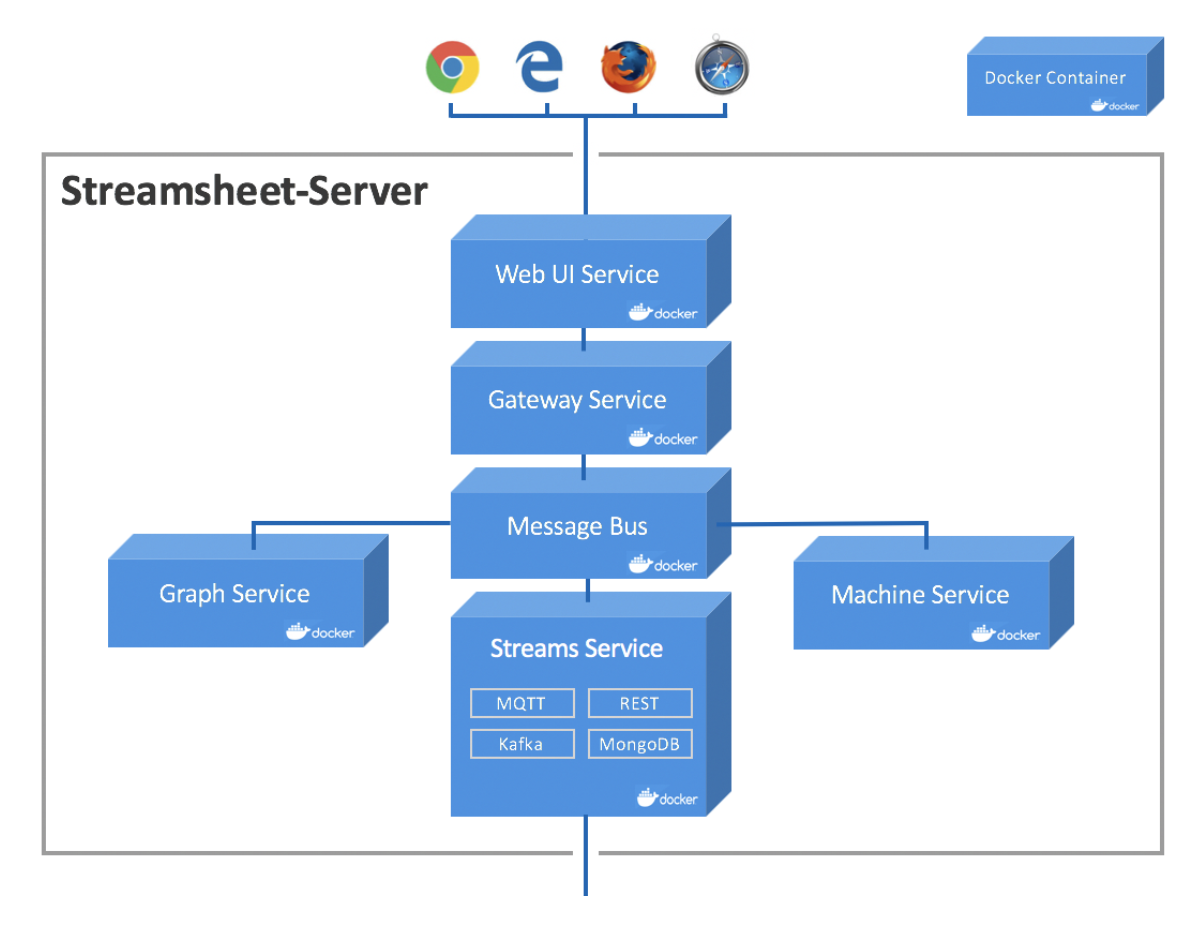 Docker Container
docker
Streamsheet-Server
Web UI Service
docker
Gateway Service
docker
Message Bus
docker
Graph Service
docker
Machine Service
docker
Streams Service
MQTT REST
Kafka MongoDB
docker